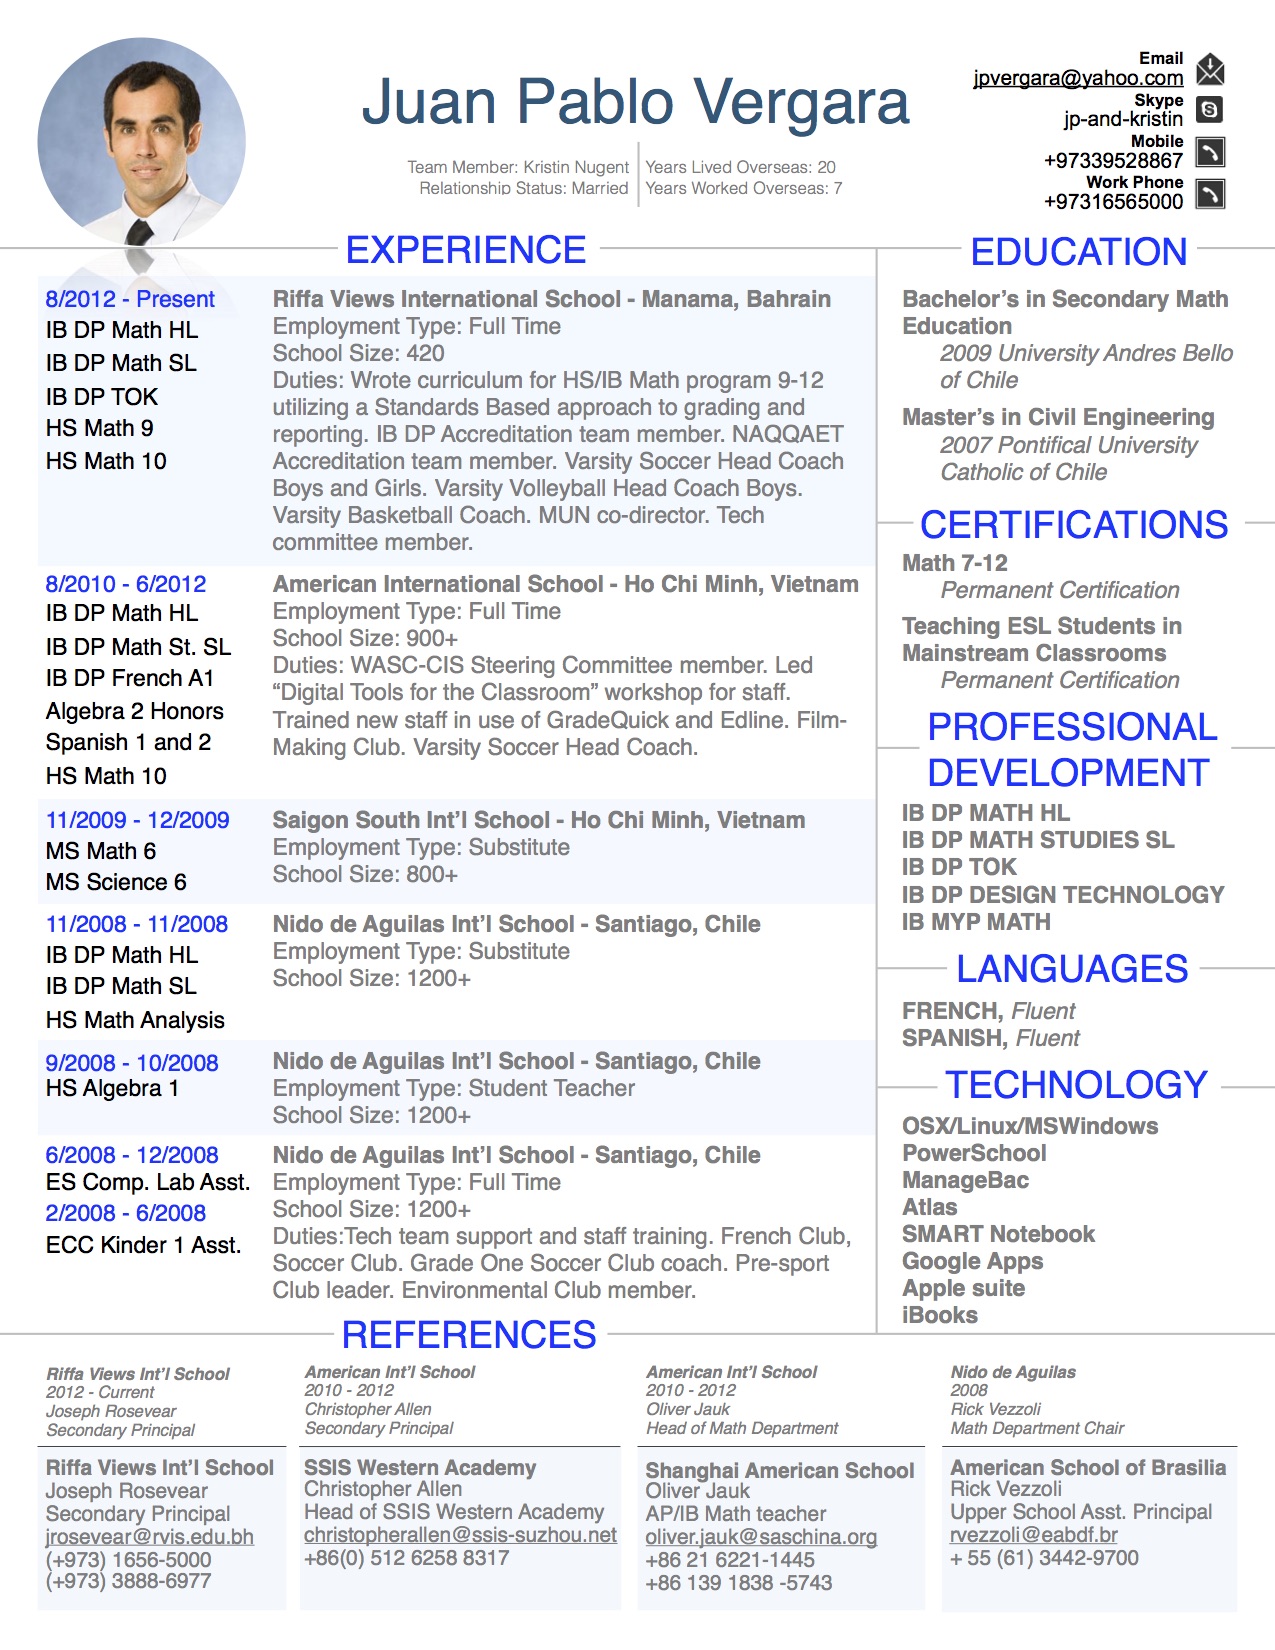 Juan Pablo Vergara
Team Member: Kristin Nugent
Relationship Status: Married
Years Lived Overseas: 20
Years Worked Overseas: 7
Email
jpvergara@yahoo.com
Skype
jp-and-kristin
Mobile
+97339528867
Work Phone
+97316565000
EXPERIENCE
8/2012 - Present
IB DP Math HL
IB DP Math SL
IB DP TOK
HS Math 9
HS Math 10
Riffa Views International School - Manama, Bahrain
Employment Type: Full Time
School Size: 420
Duties: Wrote curriculum for HS/IB Math program 9-12
utilizing a Standards Based approach to grading and
reporting. IB DP Accreditation team member. NAQQAET
Accreditation team member. Varsity Soccer Head Coach
Boys and Girls. Varsity Volleyball Head Coach Boys.
Varsity Basketball Coach. MUN co-director. Tech
committee member.
8/2010 - 6/2012
IB DP Math HL
IB DP Math St. SL
IB DP French A1
Algebra 2 Honors
Spanish 1 and 2
HS Math 10
American International School - Ho Chi Minh, Vietnam
Employment Type: Full Time
School Size: 900+
Duties: WASC-CIS Steering Committee member. Led
“Digital Tools for the Classroom” workshop for staff.
Trained new staff in use of GradeQuick and Edline. Film-
Making Club. Varsity Soccer Head Coach.
11/2009 - 12/2009
MS Math 6
MS Science 6
Saigon South Int’l School - Ho Chi Minh, Vietnam
Employment Type: Substitute
School Size: 800+
11/2008 - 11/2008
IB DP Math HL
IB DP Math SL
HS Math Analysis
Nido de Aguilas Int’l School - Santiago, Chile
Employment Type: Substitute
School Size: 1200+
9/2008 - 10/2008
HS Algebra 1
Nido de Aguilas Int’l School - Santiago, Chile
Employment Type: Student Teacher
School Size: 1200+
6/2008 - 12/2008
ES Comp. Lab Asst.
2/2008 - 6/2008
ECC Kinder 1 Asst.
Nido de Aguilas Int’l School - Santiago, Chile
Employment Type: Full Time
School Size: 1200+
Duties:Tech team support and staff training. French Club,
Soccer Club. Grade One Soccer Club coach. Pre-sport
Club leader. Environmental Club member.
EDUCATION
Bachelor’s in Secondary Math
Education
2009 University Andres Bello
of Chile
Master’s in Civil Engineering
2007 Pontifical University
Catholic of Chile
CERTIFICATIONS
Math 7-12
Permanent Certification
Teaching ESL Students in
Mainstream Classrooms
Permanent Certification
PROFESSIONAL
DEVELOPMENT
IB DP MATH HL
IB DP MATH STUDIES SL
IB DP TOK
IB DP DESIGN TECHNOLOGY
IB MYP MATH
LANGUAGES
FRENCH, Fluent
SPANISH, Fluent
TECHNOLOGY
OSX/Linux/MSWindows
PowerSchool
ManageBac
Atlas
SMART Notebook
Google Apps
Apple suite
iBooks
REFERENCES
Riffa Views Int’l School
2012 - Current
Joseph Rosevear
Secondary Principal
Riffa Views Int’l School
Joseph Rosevear
Secondary Principal
jrosevear@rvis.edu.bh
(+973) 1656-5000
(+973) 3888-6977
American Int’l School
2010 - 2012
Christopher Allen
Secondary Principal
SSIS Western Academy
Christopher Allen
Head of SSIS Western Academy
christopherallen@ssis-suzhou.net
+86(0) 512 6258 8317
American Int’l School
2010 - 2012
Oliver Jauk
Head of Math Department
Shanghai American School
Oliver Jauk
AP/IB Math teacher
oliver.jauk@saschina.org
+86 21 6221-1445
+86 139 1838 -5743
Nido de Aguilas
2008
Rick Vezzoli
Math Department Chair
American School of Brasilia
Rick Vezzoli
Upper School Asst. Principal
rvezzoli@eabdf.br
+ 55 (61) 3442-9700